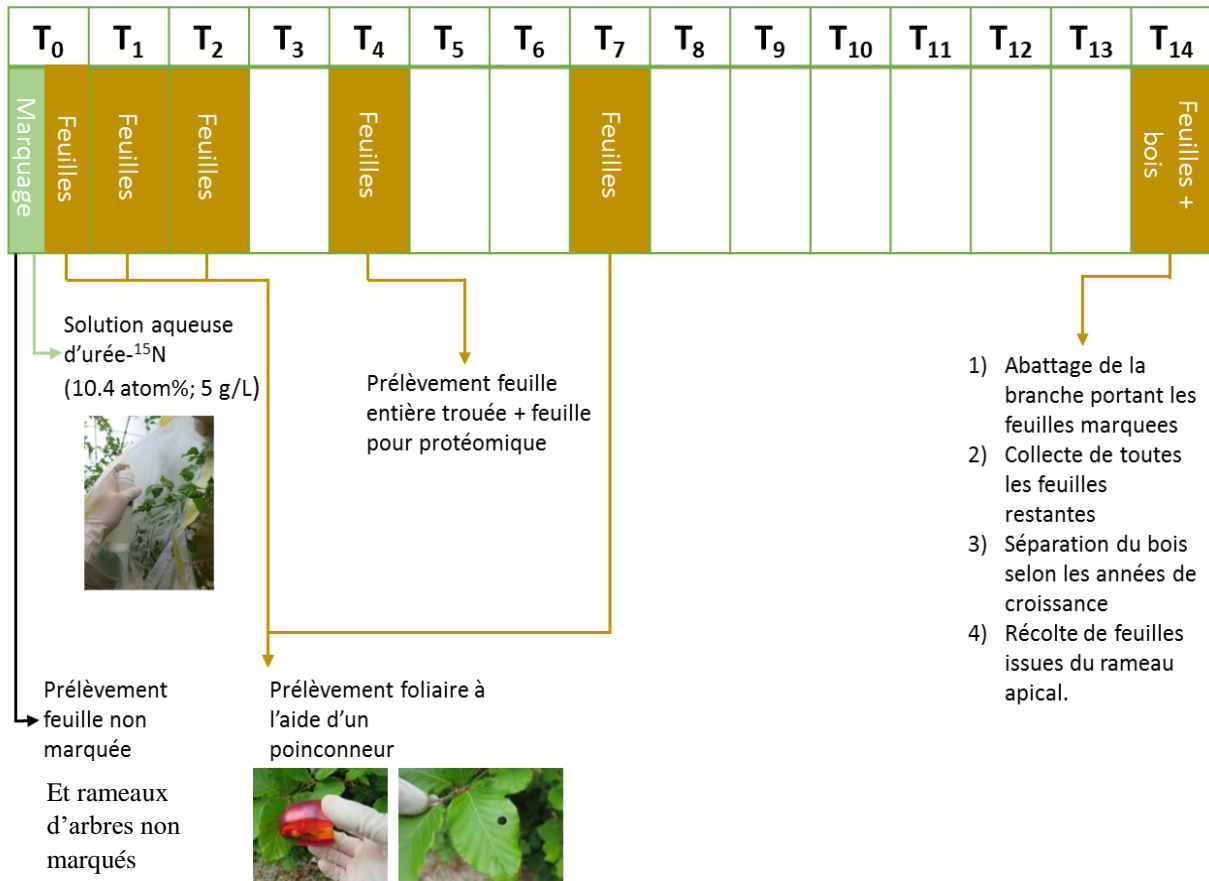 T0 T1 T2 T3 T4 T5 T6 T7 T8 T9 T10 T11 T12 T13 T14
Marquage
Feuilles
Feuilles
Feuilles
Feuilles
Feuilles
Feuilles +
bois
Solution aqueuse
d'urée-15N
(10.4 atom%; 5 g/L)
Prélèvement feuille
entière trouée + feuille
pour protéomique
1) Abattage de la
branche portant les
feuilles marquees
2) Collecte de toutes
les feuilles
restantes
3) Séparation du bois
selon les années de
croissance
4) Récolte de feuilles
issues du rameau
apical.
Prélèvement
feuille non
marquée
Et rameaux
d'arbres non
marqués
Prélèvement foliaire à
l'aide d'un
poinconneur